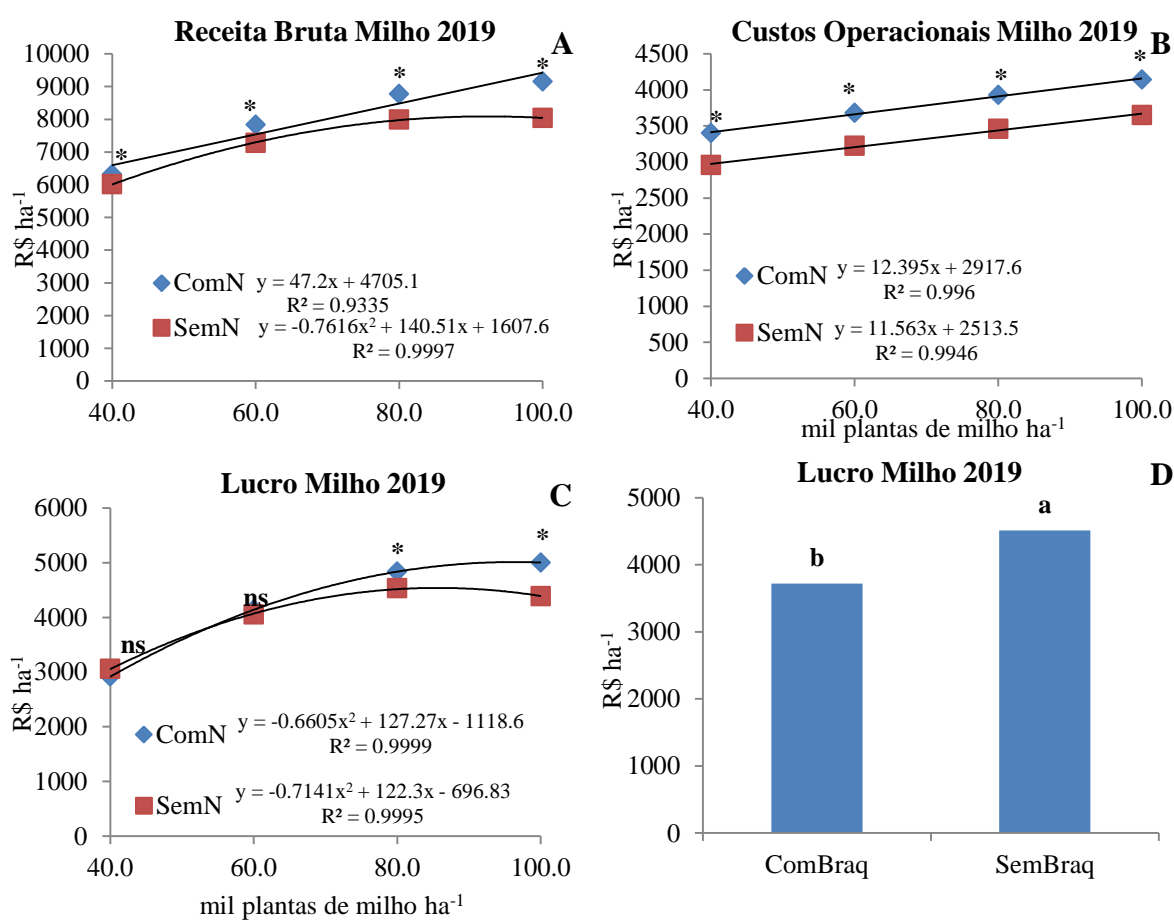 Receita Bruta Milho 2019
A
10000
9000
8000
7000
6000
5000
4000
3000
2000
1000
0
R$ ha⁻¹
*
*
*
*
ComN y = 47.2x + 4705.1
R² = 0.9335
SemN y = -0.7616x² + 140.51x + 1607.6
R² = 0.9997
40.0 60.0 80.0 100.0
Custos Operacionais Milho 2019
B
4500
4000
3500
3000
2500
2000
1500
1000
500
0
R$ ha⁻¹
*
*
*
*
ComN y = 12.395x + 2917.6
R² = 0.996
SemN y = 11.563x + 2513.5
R² = 0.9946
40.0 60.0 80.0 100.0
mil plantas de milho ha⁻¹
Lucro Milho 2019
C
6000
5000
4000
3000
2000
1000
0
R$ ha⁻¹
ns
ns
*
*
ComN y = -0.6605x² + 127.27x - 1118.6
R² = 0.9999
SemN y = -0.7141x² + 122.3x - 696.83
R² = 0.9995
40.0 60.0 80.0 100.0
mil plantas de milho ha⁻¹
Lucro Milho 2019
D
5000
4000
3000
2000
1000
0
R$ ha⁻¹
b
a
ComBraq SemBraq